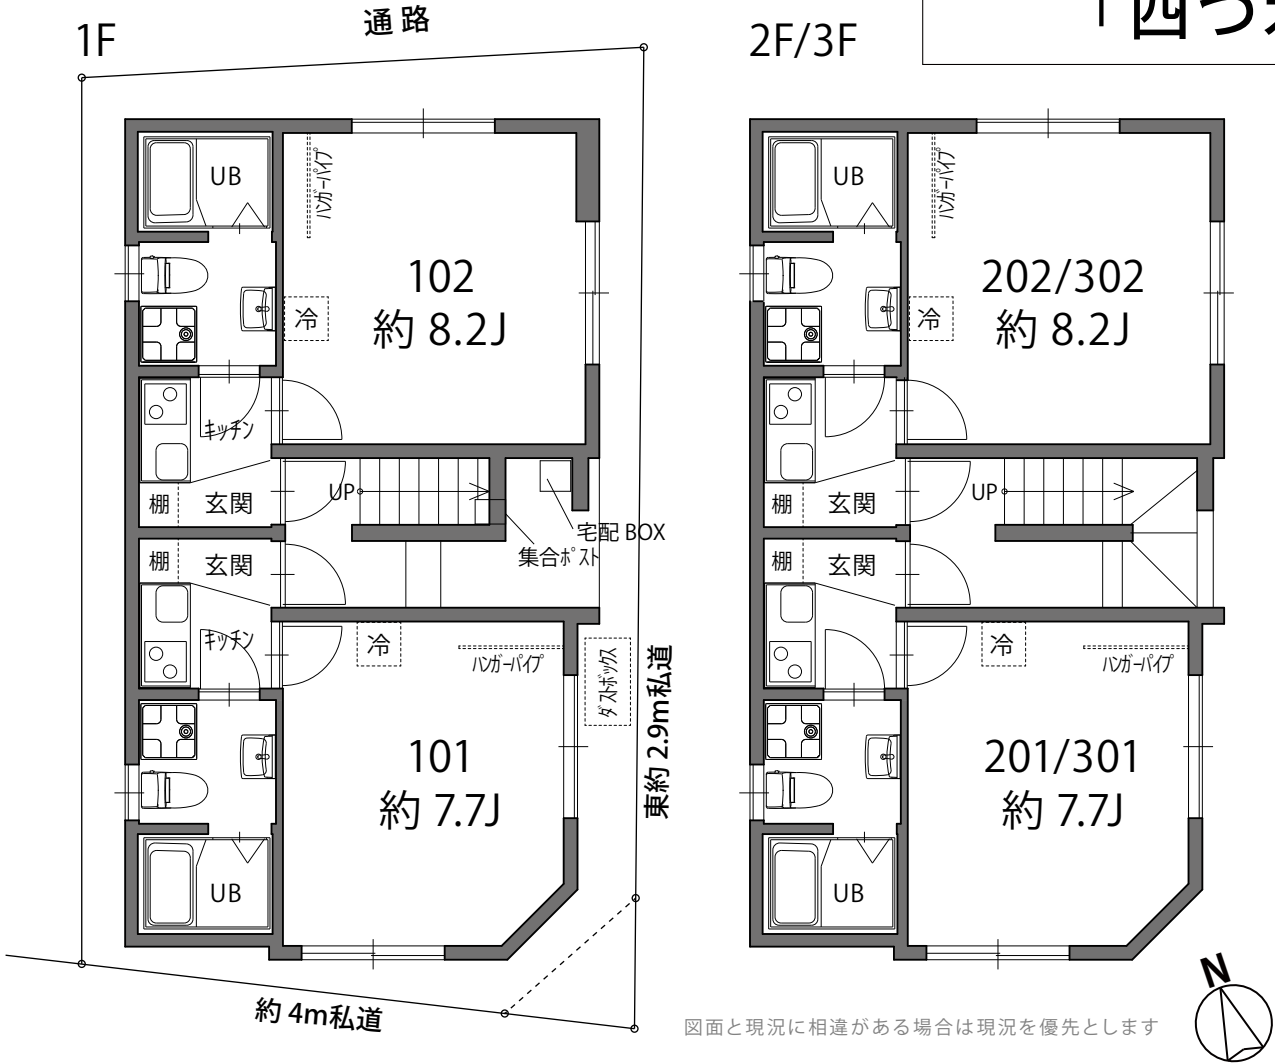 1F
通路
2F/3F
「四つ
UB
ハンガーパイプ
102
約 8.2J
冷
キッチン
棚
玄関
UP
宅配 BOX
集合ポスト
棚
玄関
キッチン
冷
ハンガーパイプ
ダストボックス
東約 2.9m私道
101
約 7.7J
UB
約 4m私道
UB
ハンガーパイプ
202/302
約 8.2J
冷
棚
玄関
UP
棚
玄関
冷
ハンガーパイプ
201/301
約 7.7J
UB
N
図面と現況に相違がある場合は現況を優先とします